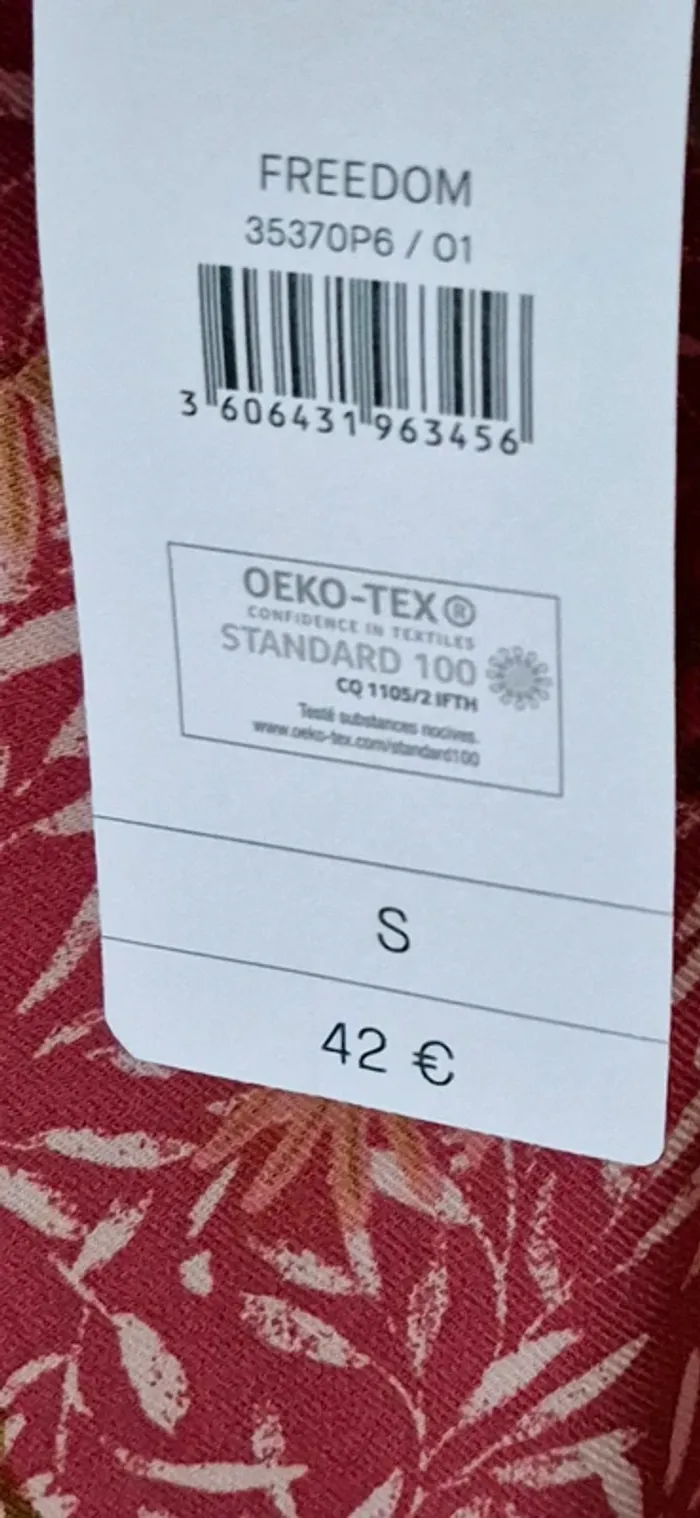 FREEDOM
35370P6 / 01
3 606431 963456
OEKO-TEX®
CONFIDENCE IN TEXTILES
STANDARD 100
CQ 1105/2 IFTH
Testé substances nocives.
www.oeko-tex.com/standard100
S
42 €